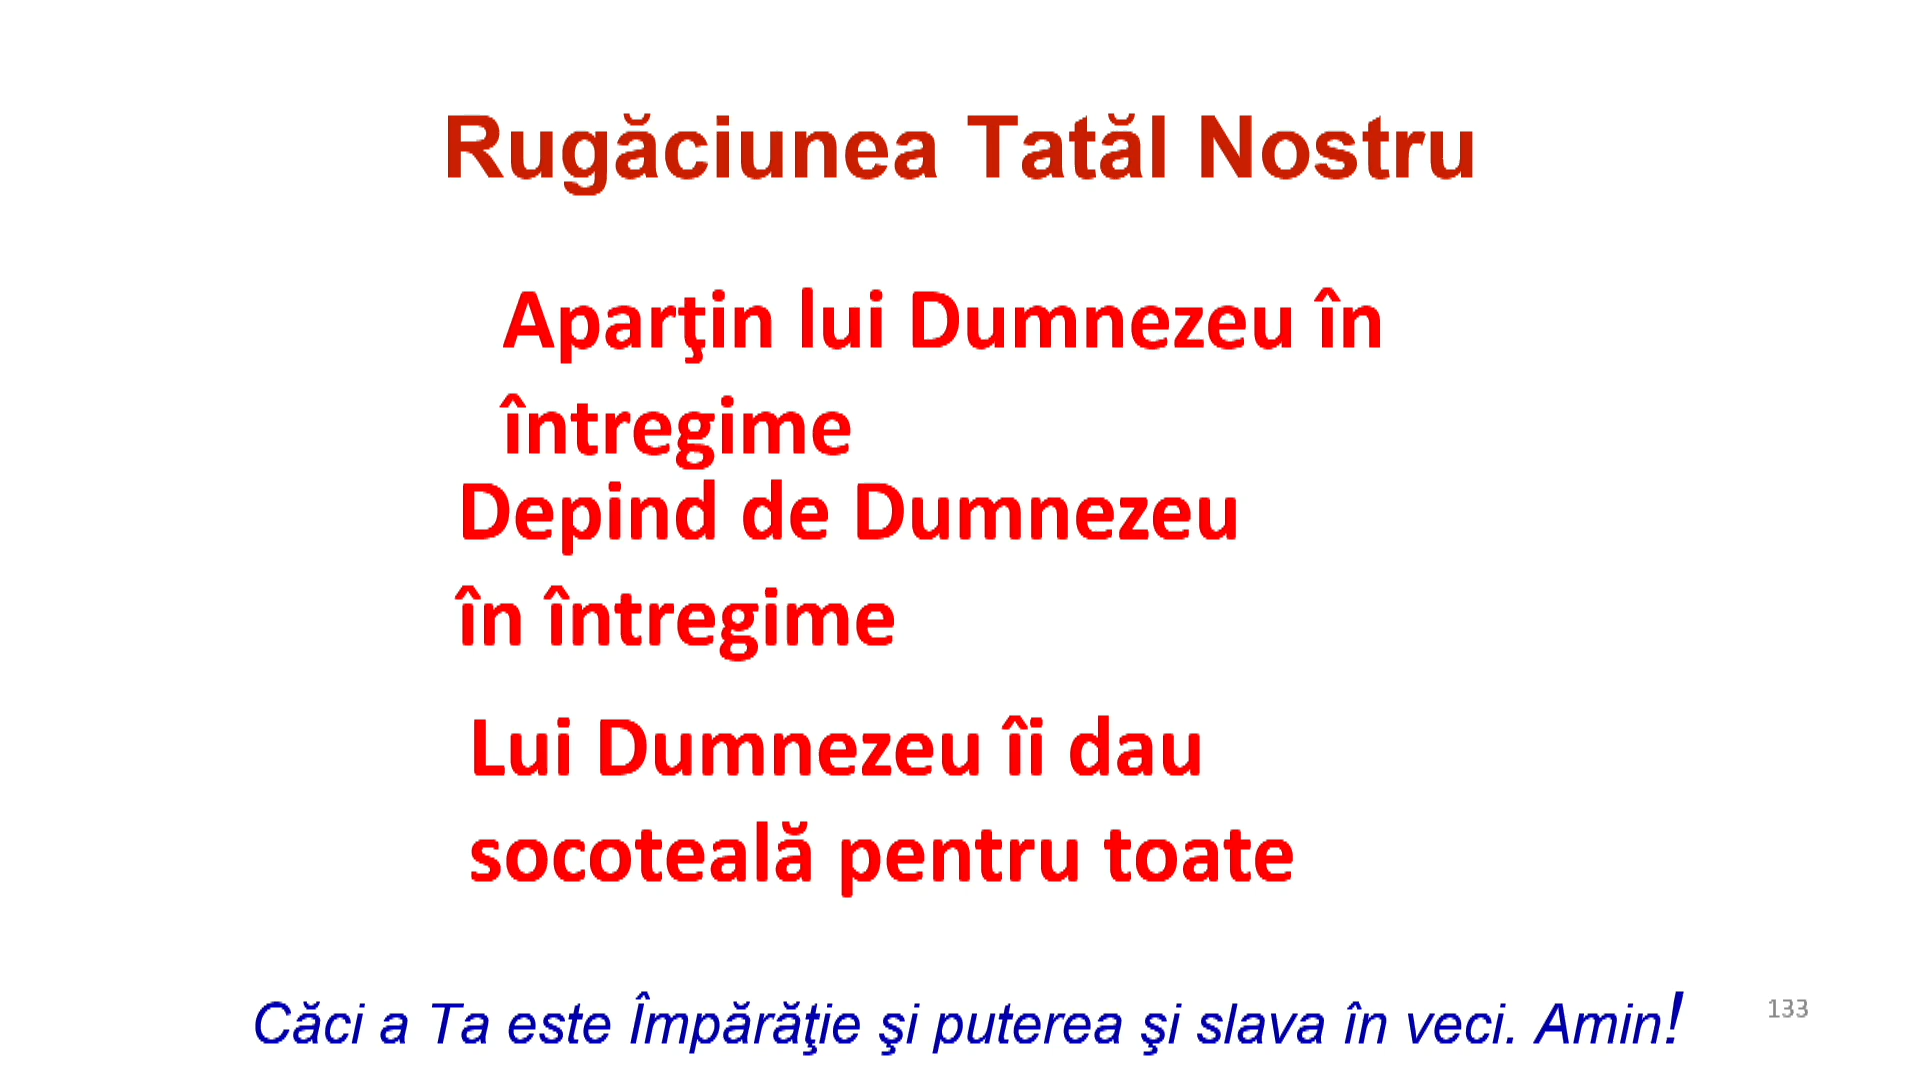 Rugăciunea Tatăl Nostru
Aparţin lui Dumnezeu în
întregime
Depind de Dumnezeu
în întregime
Lui Dumnezeu îi dau
socoteală pentru toate
Căci a Ta este Împărăţie şi puterea şi slava în veci. Amin!
133